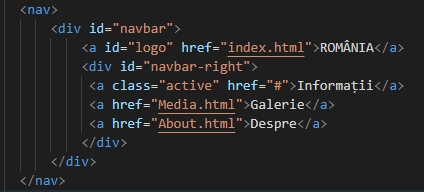 <nav>
<div id="navbar">
<a id="logo" href="index.html">ROMÂNIA</a>
<div id="navbar-right">
<a class="active" href="#">Informații</a>
<a href="Media.html">Galerie</a>
<a href="About.html">Despre</a>
</div>
</div>
</nav>